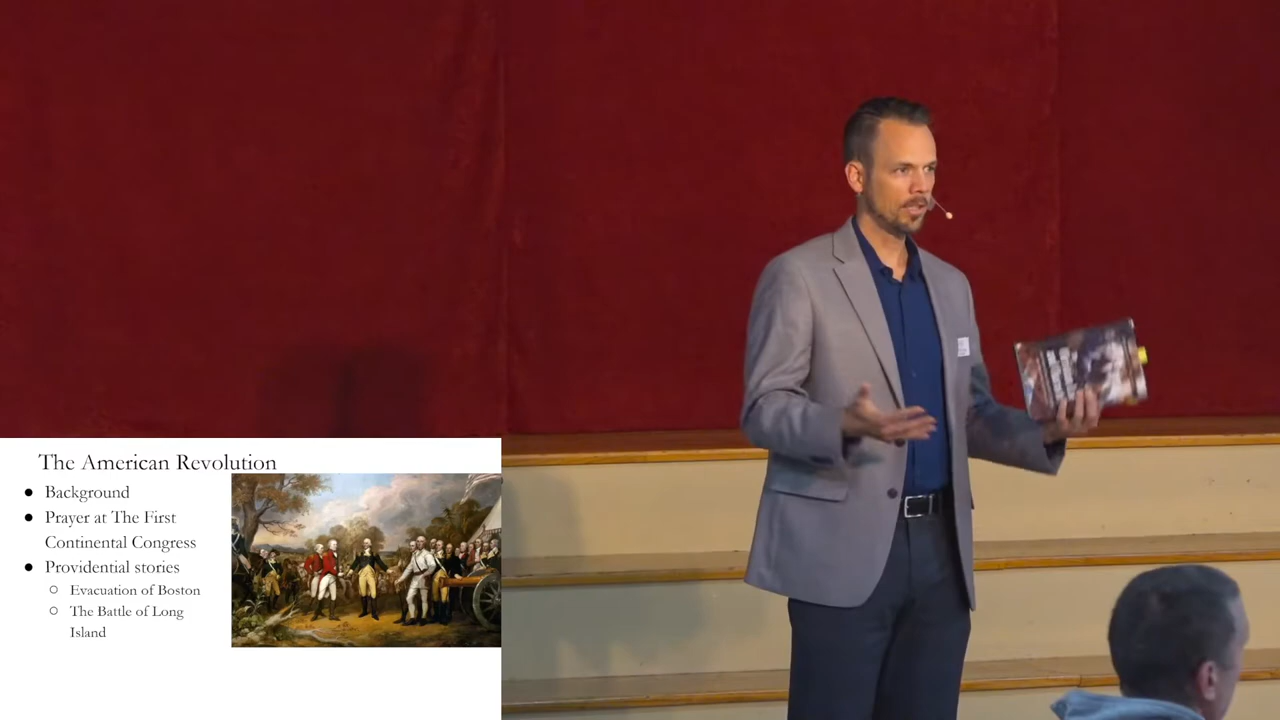 The American Revolution
● Background
● Prayer at The First
Continental Congress
● Providential stories
○ Evacuation of Boston
○ The Battle of Long
Island